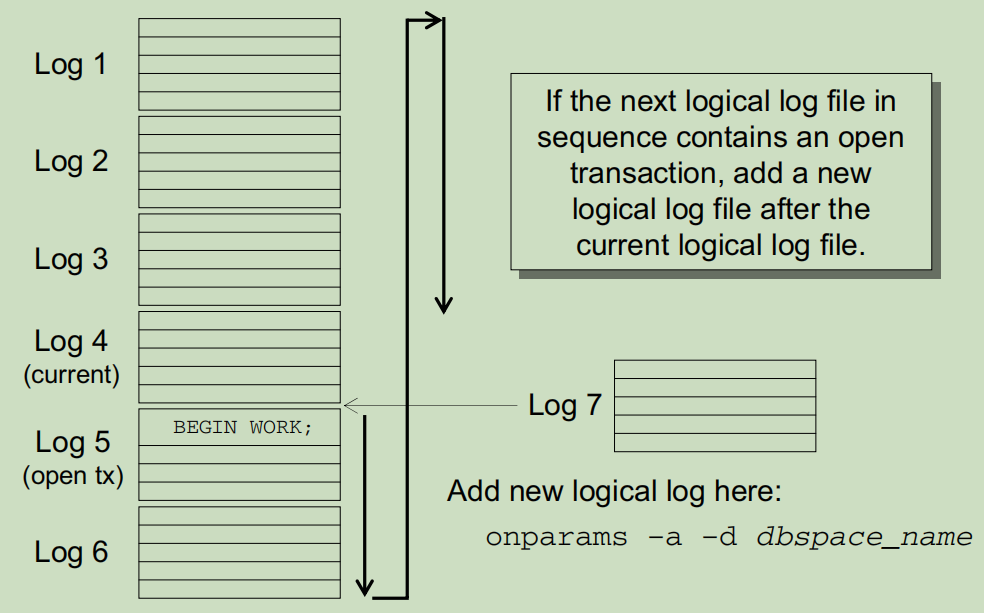 Log 1
Log 2
Log 3
Log 4
(current)
Log 5
(open tx)
Log 6
BEGIN WORK;
If the next logical log file in
sequence contains an open
transaction, add a new
logical log file after the
current logical log file.
Log 7
Add new logical log here:
onparams –a –d dbspace_name